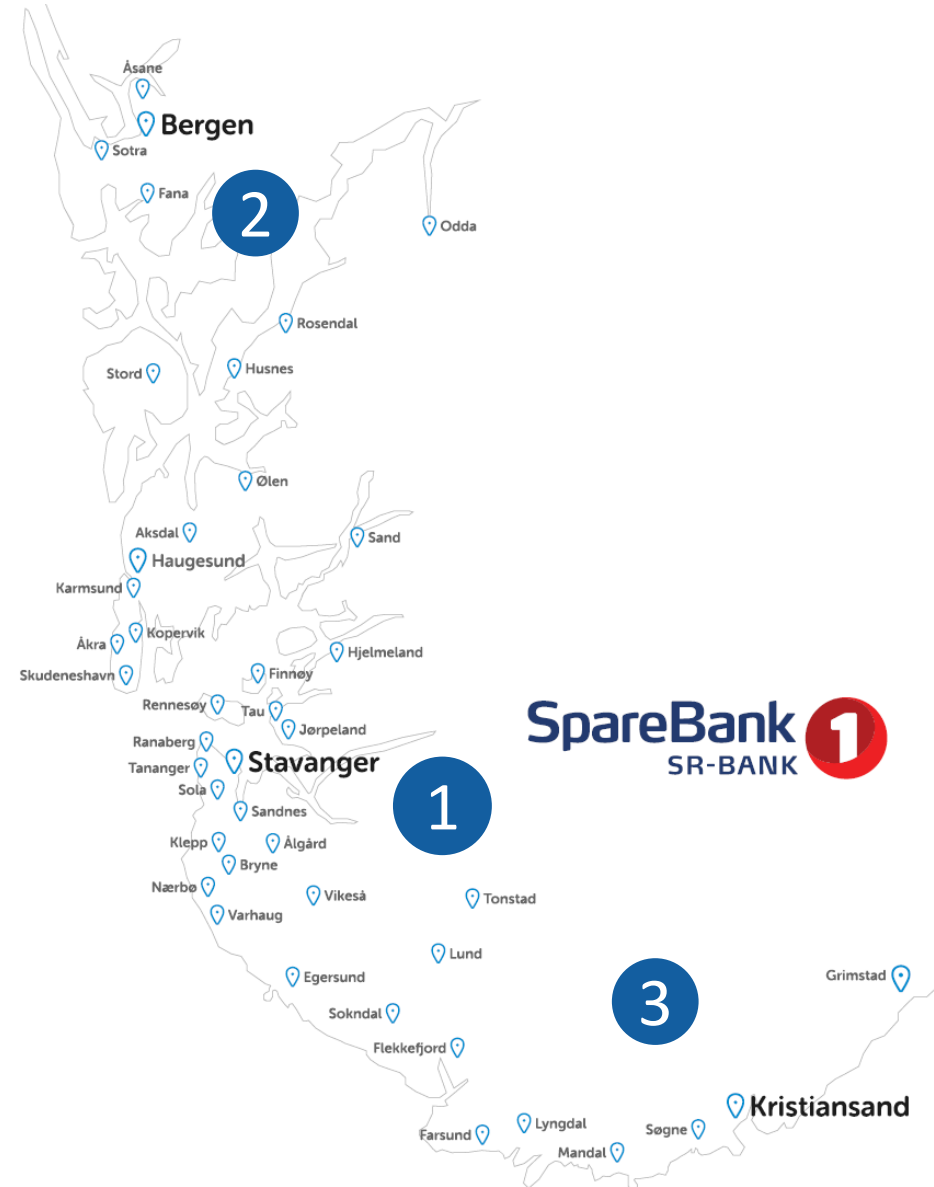 Åsane
Bergen
Sotra
Fana
2
Odda
Rosendal
Stord
Husnes
Ølen
Aksdal
Sand
Haugesund
Karmsund
Kopervik
Åkra
Hjelmeland
Skudeneshavn
Finnøy
Rennesøy
Tau
Jørpeland
SpareBank 1
SR-BANK
Ranaberg
Stavanger
Tananger
Sola
1
Sandnes
Klepp
Ålgård
Bryne
Nærbø
Vikeså
Tonstad
Varhaug
Lund
Egersund
Grimstad
3
Sokndal
Flekkefjord
Kristiansand
Lyngdal
Farsund
Søgne
Mandal